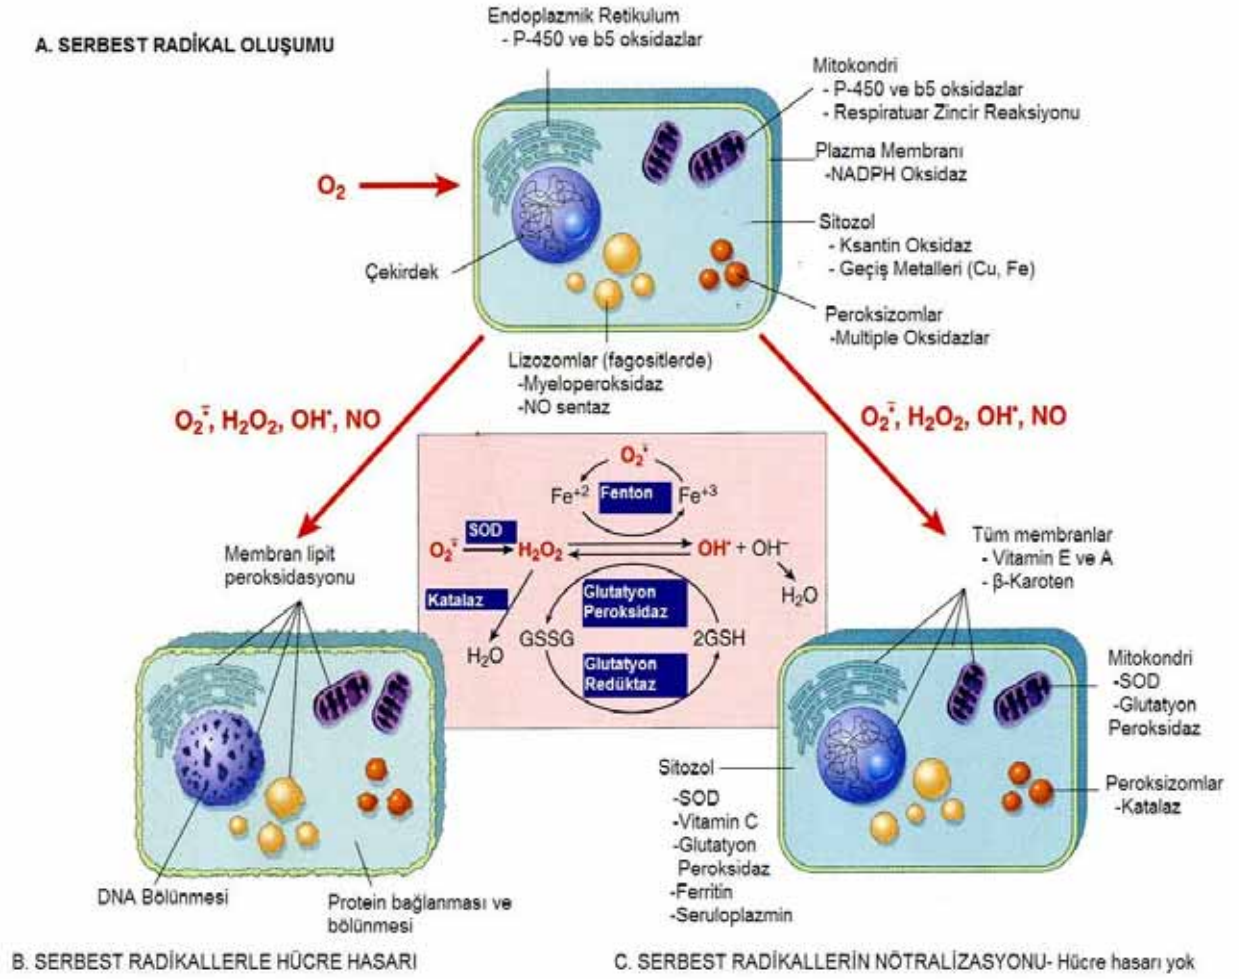 A. SERBEST RADİKAL OLUŞUMU
Endoplazmik Retikulum
- P-450 ve b5 oksidazlar
Mitokondri
- P-450 ve b5 oksidazlar
- Respiratuar Zincir Reaksiyonu
Plazma Membranı
-NADPH Oksidaz
O₂
Sitozol
- Ksantin Oksidaz
- Geçiş Metalleri (Cu, Fe)
Çekirdek
Peroksizomlar
-Multiple Oksidazlar
Lizozomlar (fagositlerde)
-Myeloperoksidaz
-NO sentaz
O₂⨪, H₂O₂, OH•, NO
O₂⨪, H₂O₂, OH•, NO
O₂⨪
Fe+2
Fenton
Fe+3
SOD
O₂⨪
H₂O₂
OH• + OH−
H₂O
Katalaz
H₂O
Glutatyon
Peroksidaz
GSSG
2GSH
Glutatyon
Redüktaz
Membran lipit
peroksidasyonu
DNA Bölünmesi
Protein bağlanması ve
bölünmesi
B. SERBEST RADİKALLERLE HÜCRE HASARI
Tüm membranlar
- Vitamin E ve A
- β-Karoten
Mitokondri
-SOD
-Glutatyon
Peroksidaz
Peroksizomlar
-Katalaz
Sitozol
-SOD
-Vitamin C
-Glutatyon
Peroksidaz
-Ferritin
-Seruloplazmin
C. SERBEST RADİKALLERİN NÖTRALİZASYONU- Hücre hasarı yok